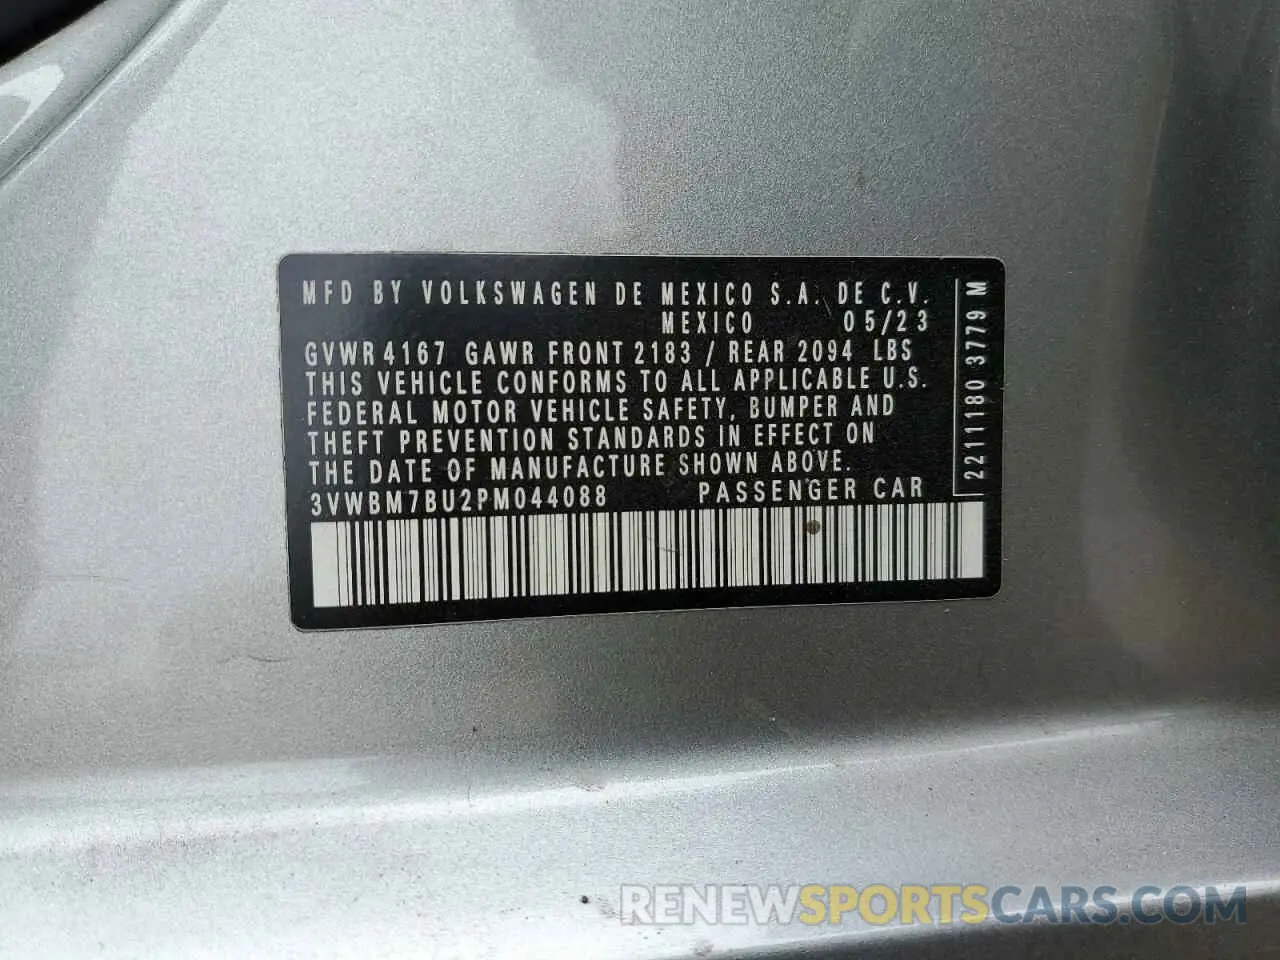 MFD BY VOLKSWAGEN DE MEXICO S.A. DE C.V.
MEXICO 05/23
GVWR 4167 GAWR FRONT 2183 / REAR 2094 LBS
THIS VEHICLE CONFORMS TO ALL APPLICABLE U.S.
FEDERAL MOTOR VEHICLE SAFETY, BUMPER AND
THEFT PREVENTION STANDARDS IN EFFECT ON
THE DATE OF MANUFACTURE SHOWN ABOVE.
3VWBM7BU2PM044088 PASSENGER CAR
2211180 3779 M
RENEWSPORTSCARS.COM